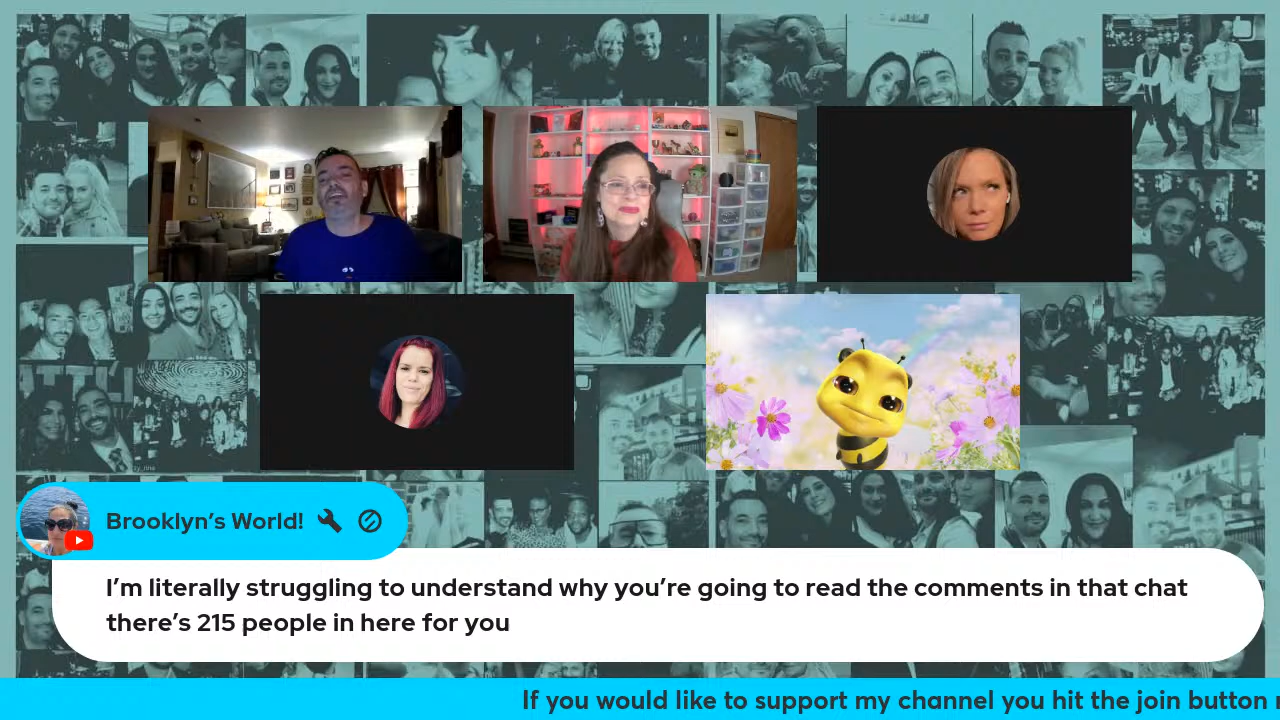 Brooklyn's World!
I'm literally struggling to understand why you're going to read the comments in that chat
there's 215 people in here for you
If you would like to support my channel you hit the join button